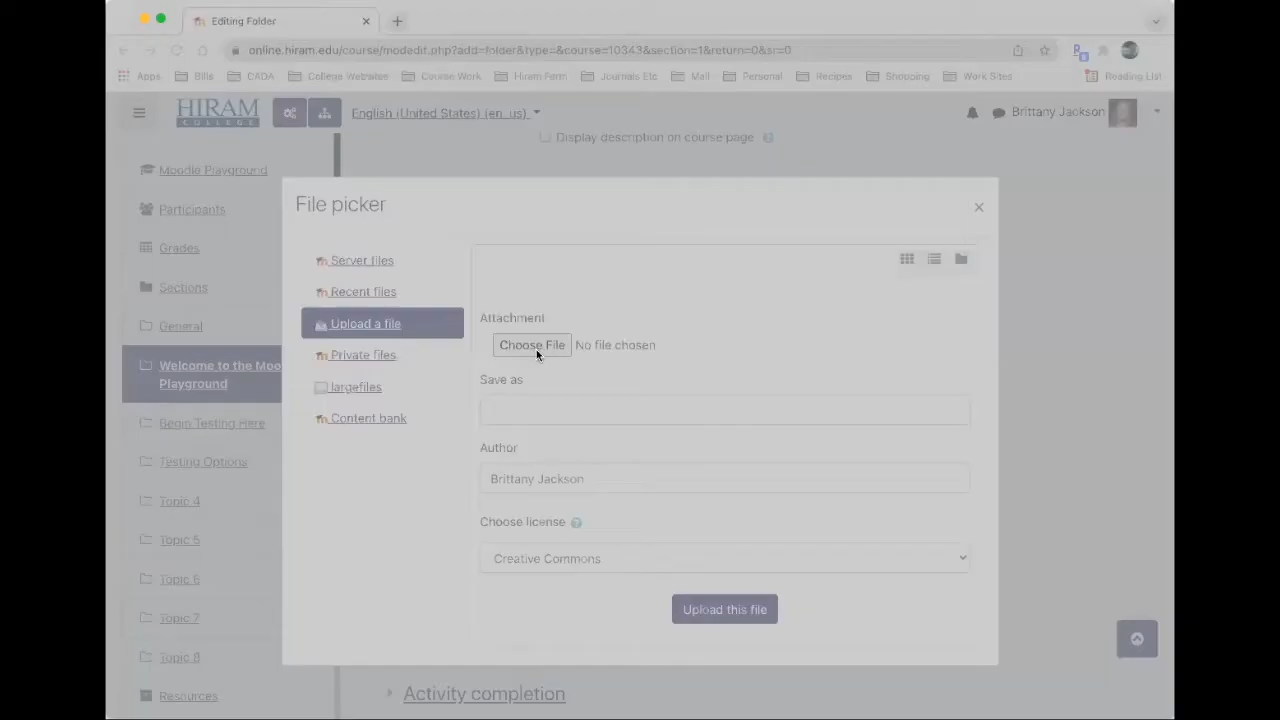 Editing Folder
online.hiram.edu/course/modedit.php?add=folder&type=&course=10343&section=1&return=0&sr=0
Apps Bills CADA College Websites Course Work Hiram Perm Journals Etc Mail Personal Recipes Shopping Work Sites Reading List
HIRAM COLLEGE English (United States) (en_us) Brittany Jackson
Display description on course page
Moodle Playground
Participants
Grades
Sections
General
Welcome to the Moo
Playground
Begin Testing Here
Testing Options
Topic 4
Topic 5
Topic 6
Topic 7
Topic 8
Resources
File picker
Server files
Recent files
Upload a file
Private files
largefiles
Content bank
Attachment
Choose File No file chosen
Save as
Author
Brittany Jackson
Choose license
Creative Commons
Upload this file
Activity completion